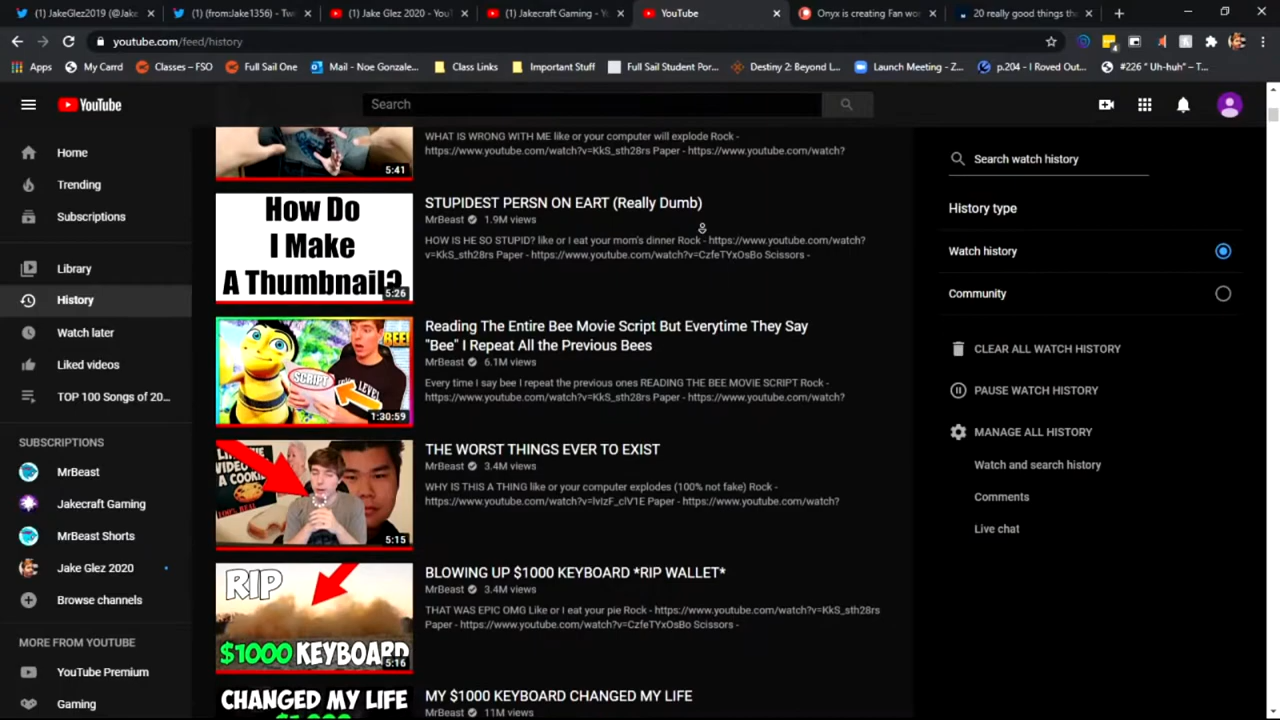 (1) JakeGlez2019 (@Jake
(1) (from:Jake1356) - Tw
(1) Jake Glez 2020 - You
(1) Jakecraft Gaming - Yo
YouTube
Onyx is creating Fan wo
20 really good things th
youtube.com/feed/history
Apps
My Carrd
Classes – FSO
Full Sail One
Mail - Noe Gonzale...
Class Links
Important Stuff
Full Sail Student Por...
Destiny 2: Beyond L...
Launch Meeting - Z...
p.204 - I Roved Out...
#226 " Uh-huh" – T...
YouTube
Search
Home
Trending
Subscriptions
Library
History
Watch later
Liked videos
TOP 100 Songs of 20...
SUBSCRIPTIONS
MrBeast
Jakecraft Gaming
MrBeast Shorts
Jake Glez 2020
Browse channels
MORE FROM YOUTUBE
YouTube Premium
Gaming
5:41
WHAT IS WRONG WITH ME like or your computer will explode Rock -
https://www.youtube.com/watch?v=KkS_sth28rs Paper - https://www.youtube.com/watch?
How Do
I Make
A Thumbnail?
5:26
STUPIDEST PERSN ON EART (Really Dumb)
MrBeast 1.9M views
HOW IS HE SO STUPID? like or I eat your mom's dinner Rock - https://www.youtube.com/watch?
v=KkS_sth28rs Paper - https://www.youtube.com/watch?v=CzfeTYxOsBo Scissors -
BEE!
SCRIPT
1:30:59
Reading The Entire Bee Movie Script But Everytime They Say
"Bee" I Repeat All the Previous Bees
MrBeast 6.1M views
Every time I say bee I repeat the previous ones READING THE BEE MOVIE SCRIPT Rock -
https://www.youtube.com/watch?v=KkS_sth28rs Paper - https://www.youtube.com/watch?
VIDEO
A COOKIE
5:15
THE WORST THINGS EVER TO EXIST
MrBeast 3.4M views
WHY IS THIS A THING like or your computer explodes (100% not fake) Rock -
https://www.youtube.com/watch?v=lvIzF_clV1E Paper - https://www.youtube.com/watch?
RIP
$1000 KEYBOARD
5:16
BLOWING UP $1000 KEYBOARD *RIP WALLET*
MrBeast 3.4M views
THAT WAS EPIC OMG Like or I eat your pie Rock - https://www.youtube.com/watch?v=KkS_sth28rs
Paper - https://www.youtube.com/watch?v=CzfeTYxOsBo Scissors -
CHANGED MY LIFE
MY $1000 KEYBOARD CHANGED MY LIFE
MrBeast 11M views
Search watch history
History type
Watch history
Community
CLEAR ALL WATCH HISTORY
PAUSE WATCH HISTORY
MANAGE ALL HISTORY
Watch and search history
Comments
Live chat